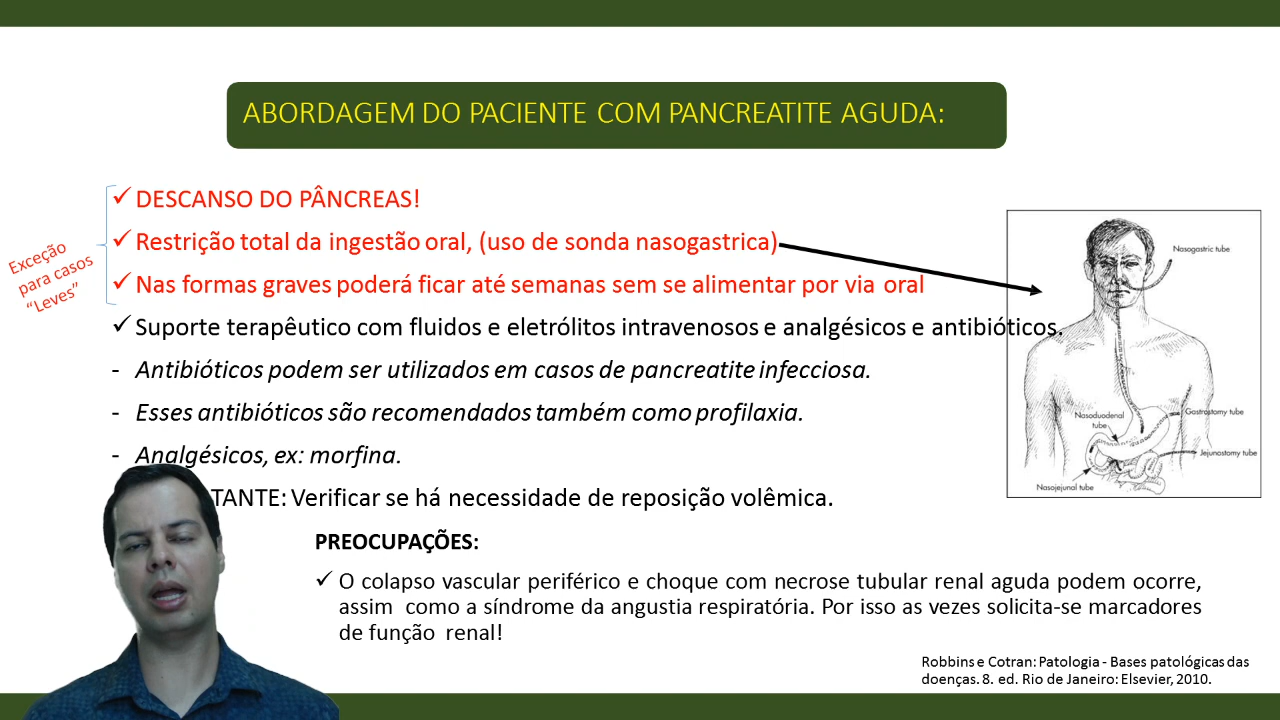 ABORDAGEM DO PACIENTE COM PANCREATITE AGUDA:
DESCANSO DO PÂNCREAS!
Restrição total da ingestão oral, (uso de sonda nasogastrica)
Nas formas graves poderá ficar até semanas sem se alimentar por via oral
Exceção
para casos
“Leves”
Suporte terapêutico com fluidos e eletrólitos intravenosos e analgésicos e antibióticos.
- Antibióticos podem ser utilizados em casos de pancreatite infecciosa.
- Esses antibióticos são recomendados também como profilaxia.
- Analgésicos, ex: morfina.
TANTE: Verificar se há necessidade de reposição volêmica.
Nasogastric tube
Nasoduodenal
tube
Gastrostomy tube
Jejunostomy tube
Nasojejunal tube
PREOCUPAÇÕES:
O colapso vascular periférico e choque com necrose tubular renal aguda podem ocorre,
assim como a síndrome da angustia respiratória. Por isso as vezes solicita-se marcadores
de função renal!
Robbins e Cotran: Patologia - Bases patológicas das
doenças. 8. ed. Rio de Janeiro: Elsevier, 2010.